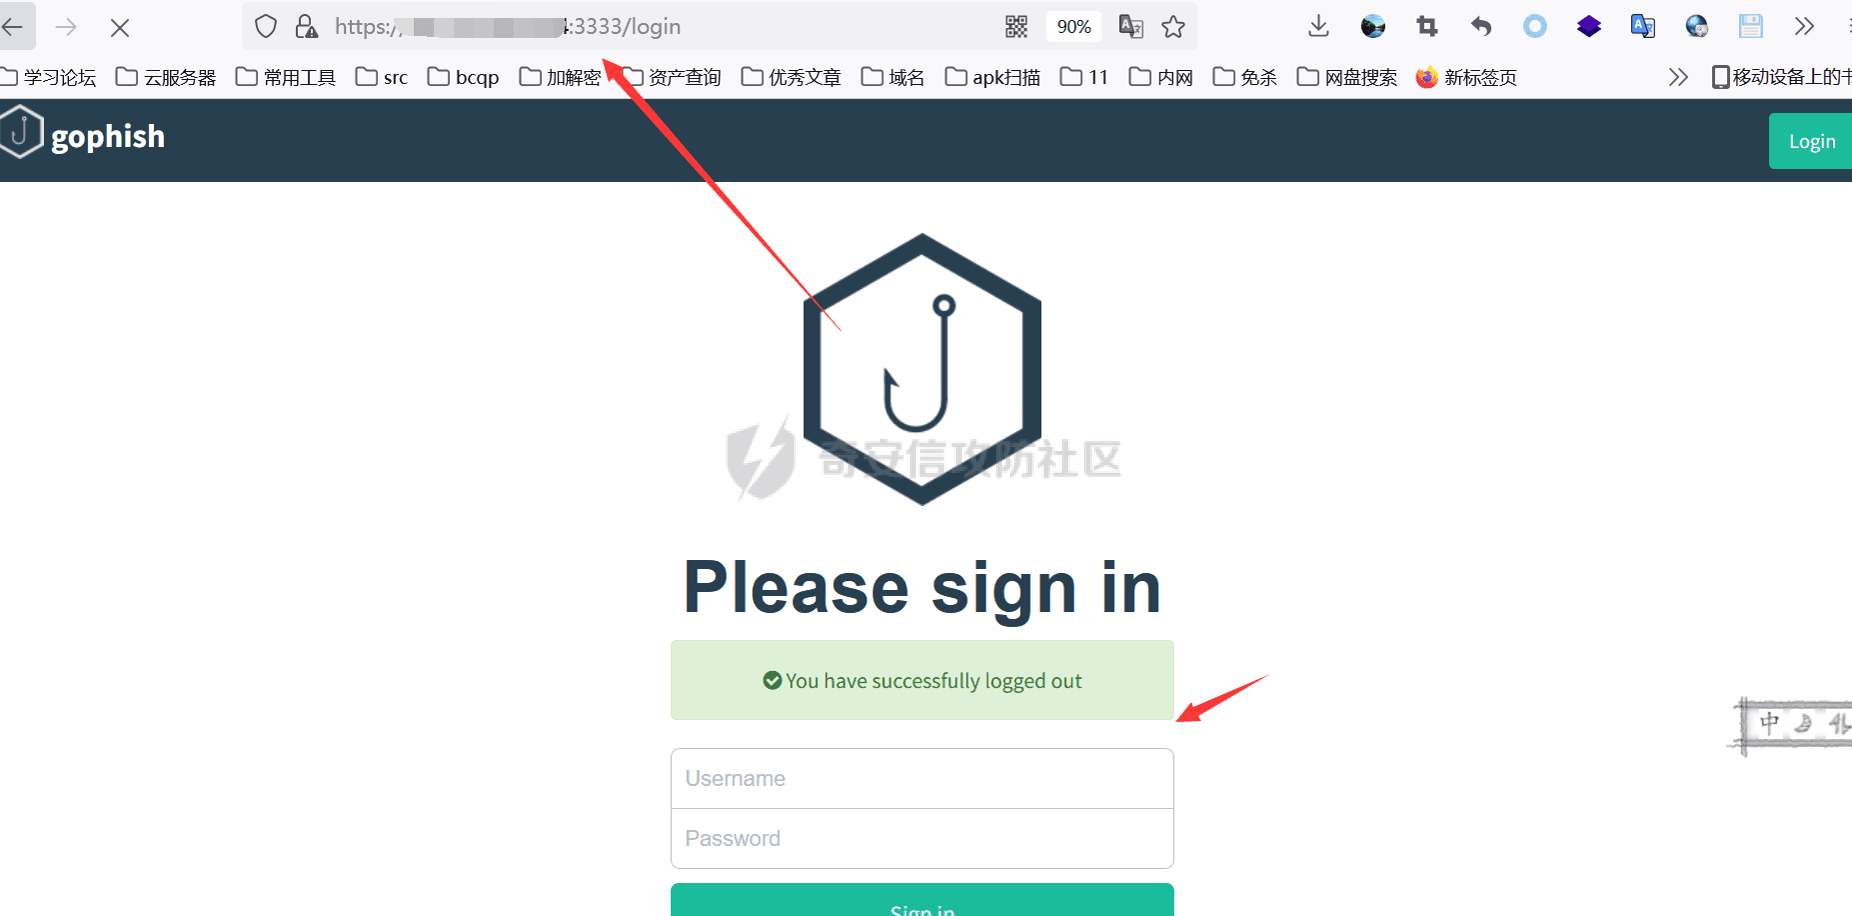 https:/
:3333/login
90%
学习论坛 云服务器 常用工具 src bcqp 加解密 资产查询 优秀文章 域名 apk扫描 11 内网 免杀 网盘搜索 新标签页 移动设备上的
gophish
Login
奇安信攻防社区
Please sign in
You have successfully logged out
Username
Password
Sign in
中